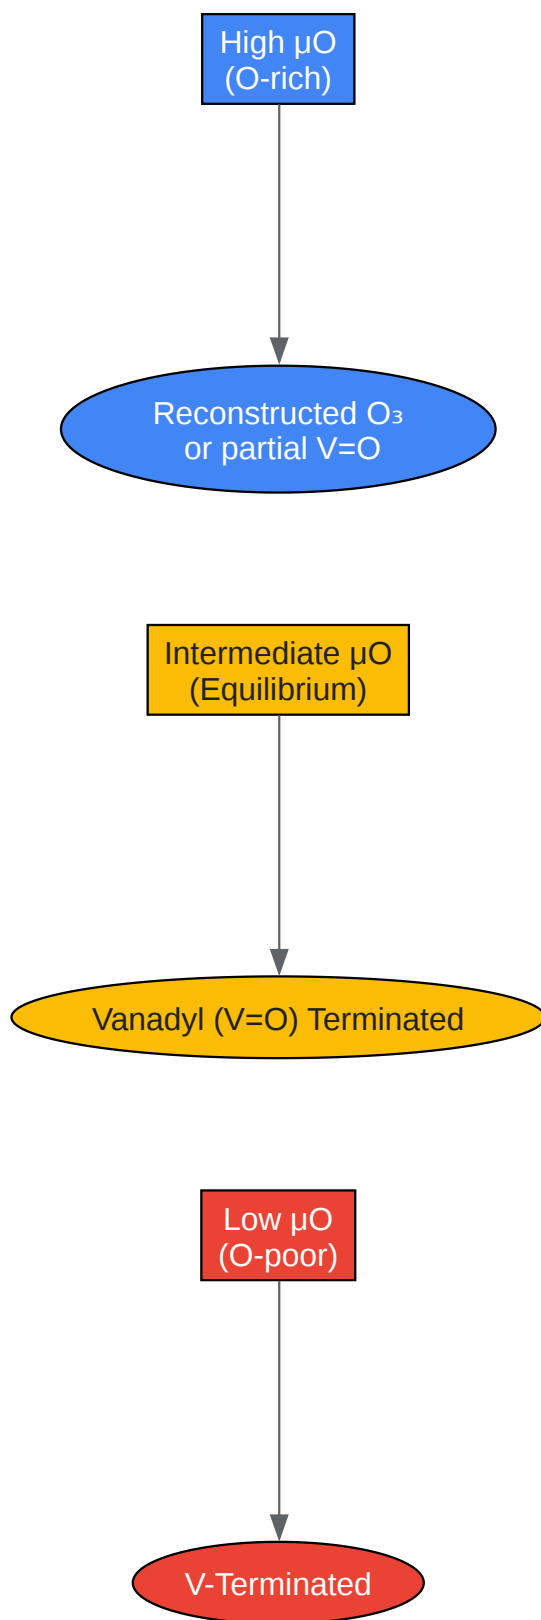 High μO
(O-rich)
Reconstructed O₃
or partial V=O
Intermediate μO
(Equilibrium)
Vanadyl (V=O) Terminated
Low μO
(O-poor)
V-Terminated